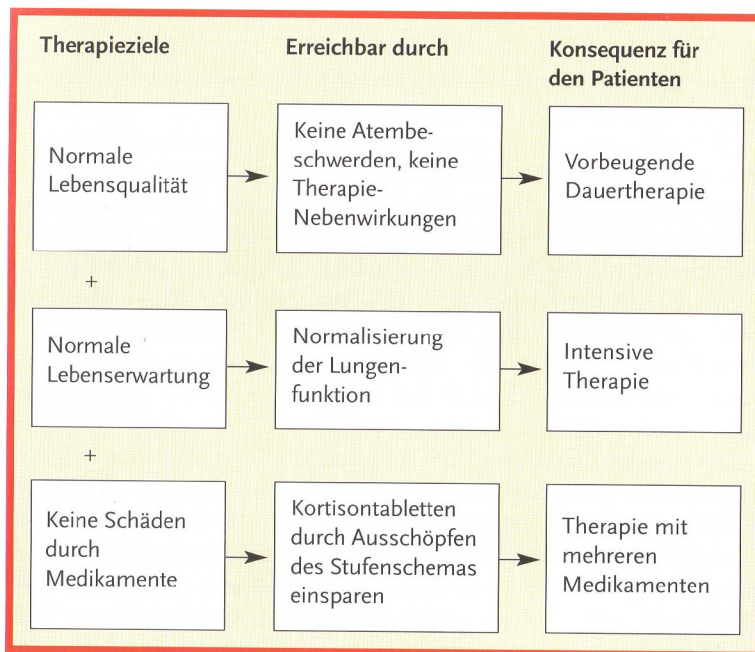 Therapieziele
Erreichbar durch
Konsequenz für
den Patienten
Normale
Lebensqualität
Keine Atembe-
schwerden, keine
Therapie-
Nebenwirkungen
Vorbeugende
Dauertherapie
+
Normale
Lebenserwartung
Normalisierung
der Lungen-
funktion
Intensive
Therapie
+
Keine Schäden
durch
Medikamente
Kortisontabletten
durch Ausschöpfen
des Stufenschemas
einsparen
Therapie mit
mehreren
Medikamenten